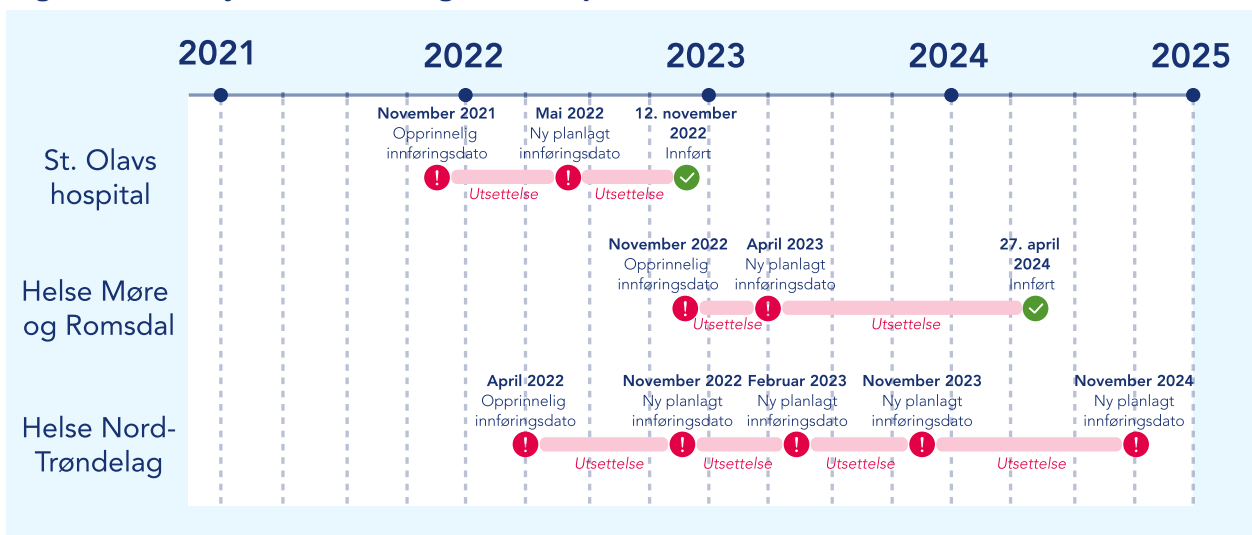 2021
2022
2023
2024
2025
St. Olavs
hospital
November 2021
Opprinnelig
innføringsdato
Mai 2022
Ny planlagt
innføringsdato
12. november
2022
Innført
Utsettelse
Utsettelse
Helse Møre
og Romsdal
November 2022
Opprinnelig
innføringsdato
April 2023
Ny planlagt
innføringsdato
27. april
2024
Innført
Utsettelse
Utsettelse
Helse Nord-
Trøndelag
April 2022
Opprinnelig
innføringsdato
November 2022
Ny planlagt
innføringsdato
Februar 2023
Ny planlagt
innføringsdato
November 2023
Ny planlagt
innføringsdato
November 2024
Ny planlagt
innføringsdato
Utsettelse
Utsettelse
Utsettelse
Utsettelse